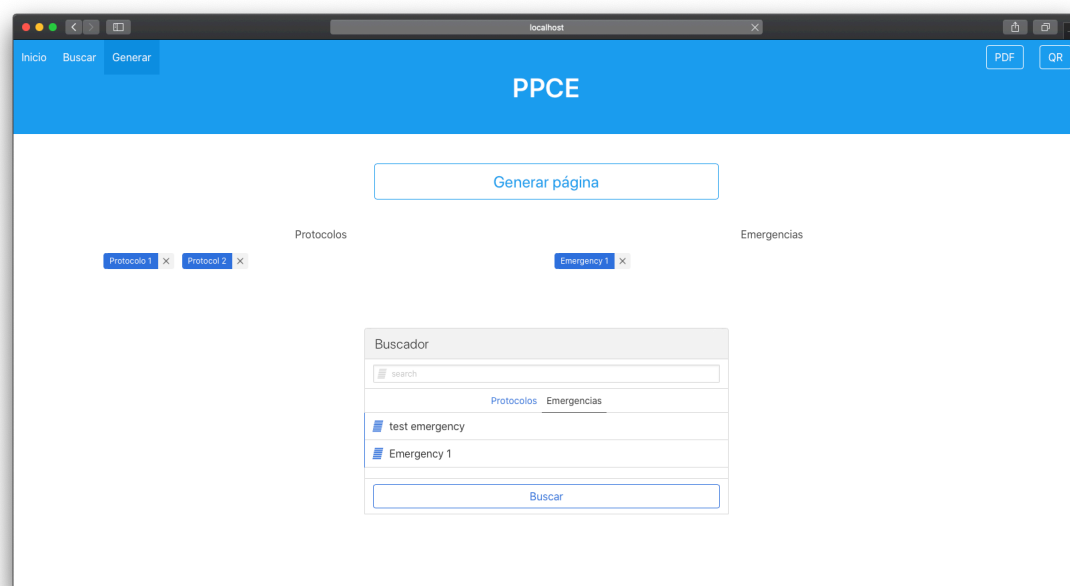 localhost
Inicio Buscar Generar PDF QR
PPCE
Generar página
Protocolos Emergencias
Protocolo 1 Protocol 2 Emergency 1
Buscador
search
Protocolos Emergencias
test emergency
Emergency 1
Buscar